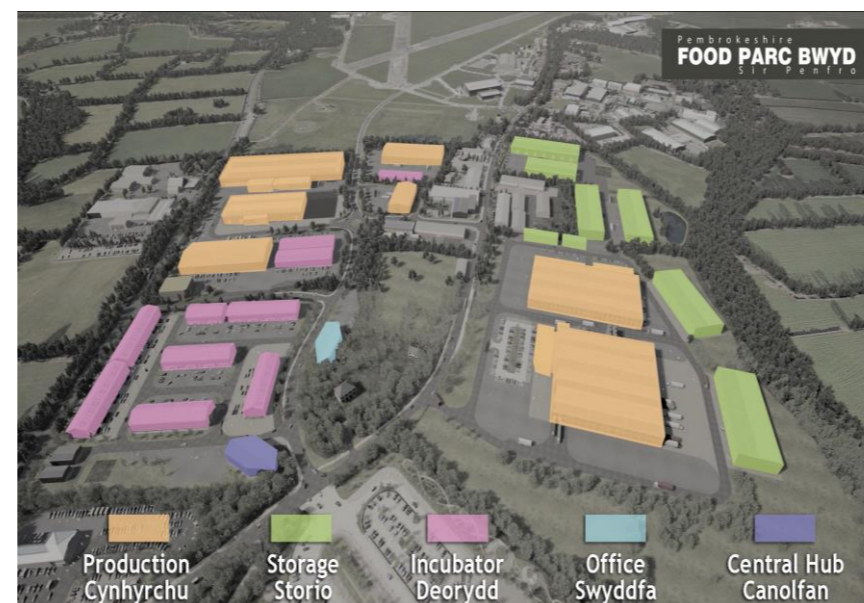 Pembrokeshire
FOOD PARC BWYD
Sir Penfro
Production
Cynhyrchu
Storage
Storio
Incubator
Deorydd
Office
Swyddfa
Central Hub
Canolfan